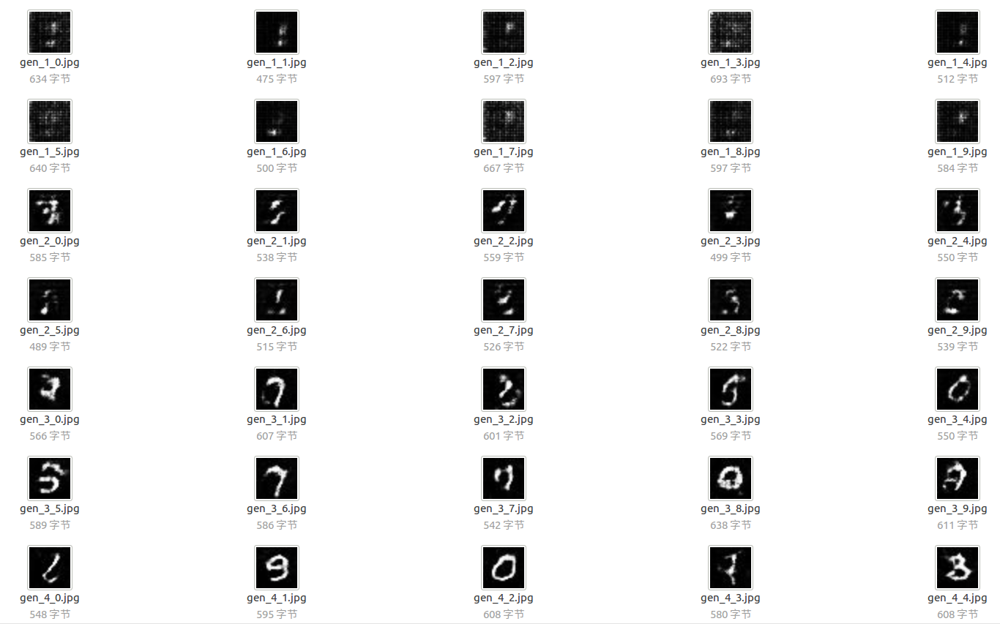 gen_1_0.jpg gen_1_1.jpg gen_1_2.jpg gen_1_3.jpg gen_1_4.jpg
634 字节 475 字节 597 字节 693 字节 512 字节
gen_1_5.jpg gen_1_6.jpg gen_1_7.jpg gen_1_8.jpg gen_1_9.jpg
640 字节 500 字节 667 字节 597 字节 584 字节
gen_2_0.jpg gen_2_1.jpg gen_2_2.jpg gen_2_3.jpg gen_2_4.jpg
585 字节 538 字节 559 字节 499 字节 550 字节
gen_2_5.jpg gen_2_6.jpg gen_2_7.jpg gen_2_8.jpg gen_2_9.jpg
489 字节 515 字节 526 字节 522 字节 539 字节
7 0
gen_3_0.jpg gen_3_1.jpg gen_3_2.jpg gen_3_3.jpg gen_3_4.jpg
566 字节 607 字节 601 字节 569 字节 550 字节
5 7
gen_3_5.jpg gen_3_6.jpg gen_3_7.jpg gen_3_8.jpg gen_3_9.jpg
589 字节 586 字节 542 字节 638 字节 611 字节
9 0 3
gen_4_0.jpg gen_4_1.jpg gen_4_2.jpg gen_4_3.jpg gen_4_4.jpg
548 字节 595 字节 608 字节 580 字节 608 字节